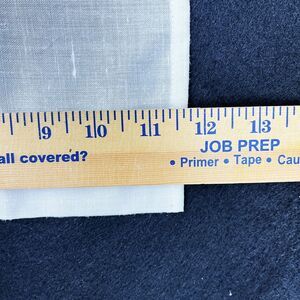 9 10 11 12 13
all covered?
JOB PREP
• Primer • Tape • Cau